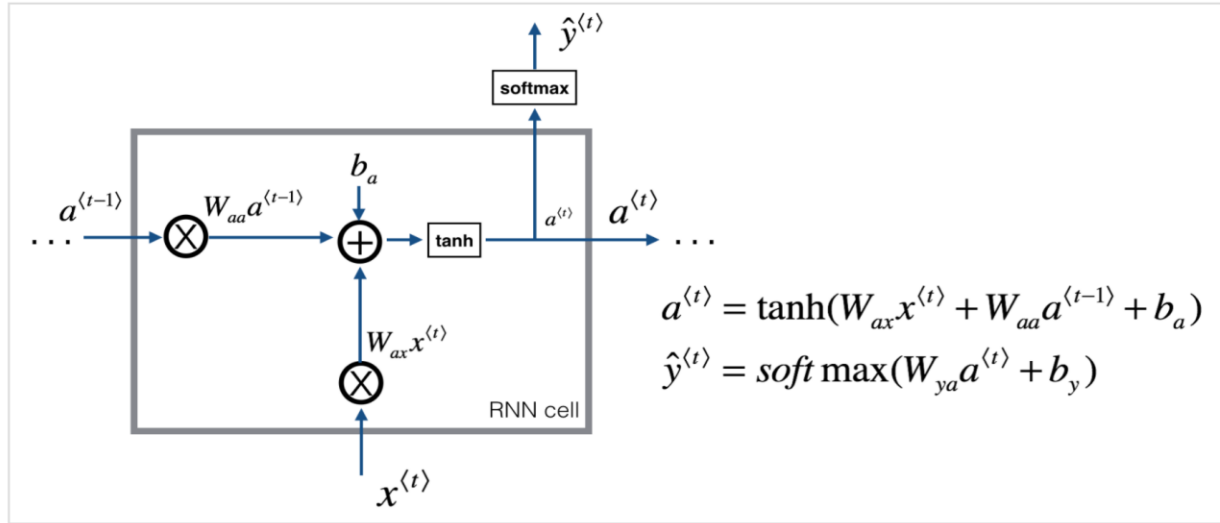 ŷ⟨t⟩
softmax
b_a
a⟨t−1⟩
W_aa a⟨t−1⟩
a⟨t⟩
a⟨t⟩
. . .
+
tanh
. . .
a⟨t⟩ = tanh(W_ax x⟨t⟩ + W_aa a⟨t−1⟩ + b_a)
W_ax x⟨t⟩
ŷ⟨t⟩ = soft max(W_ya a⟨t⟩ + b_y)
RNN cell
x⟨t⟩